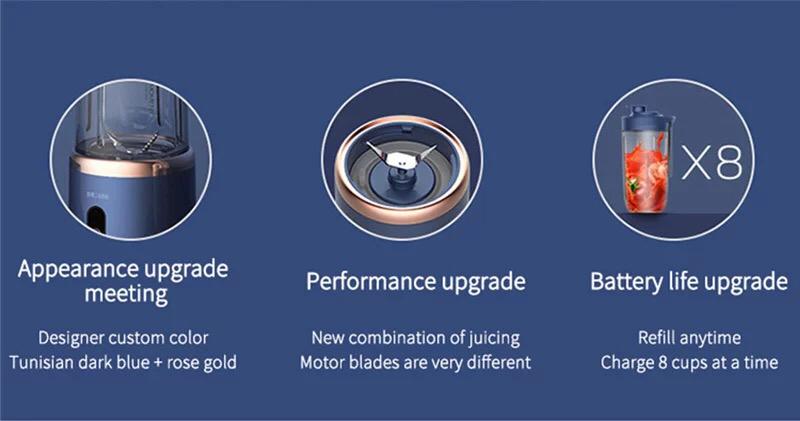 X8
Appearance upgrade
meeting
Performance upgrade
Battery life upgrade
Designer custom color
Tunisian dark blue + rose gold
New combination of juicing
Motor blades are very different
Refill anytime
Charge 8 cups at a time